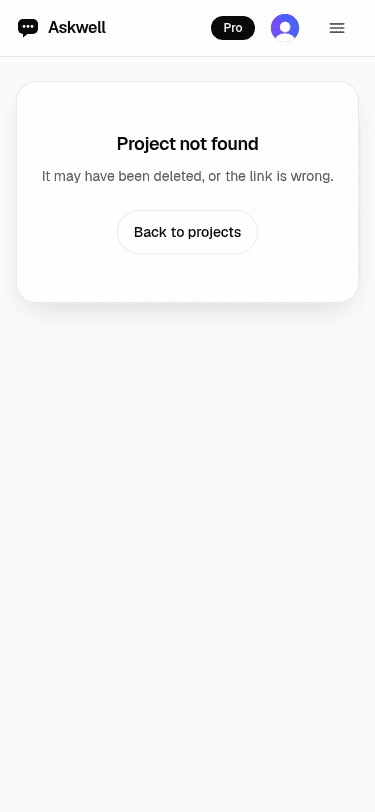 Askwell
Pro
Project not found
It may have been deleted, or the link is wrong.
Back to projects